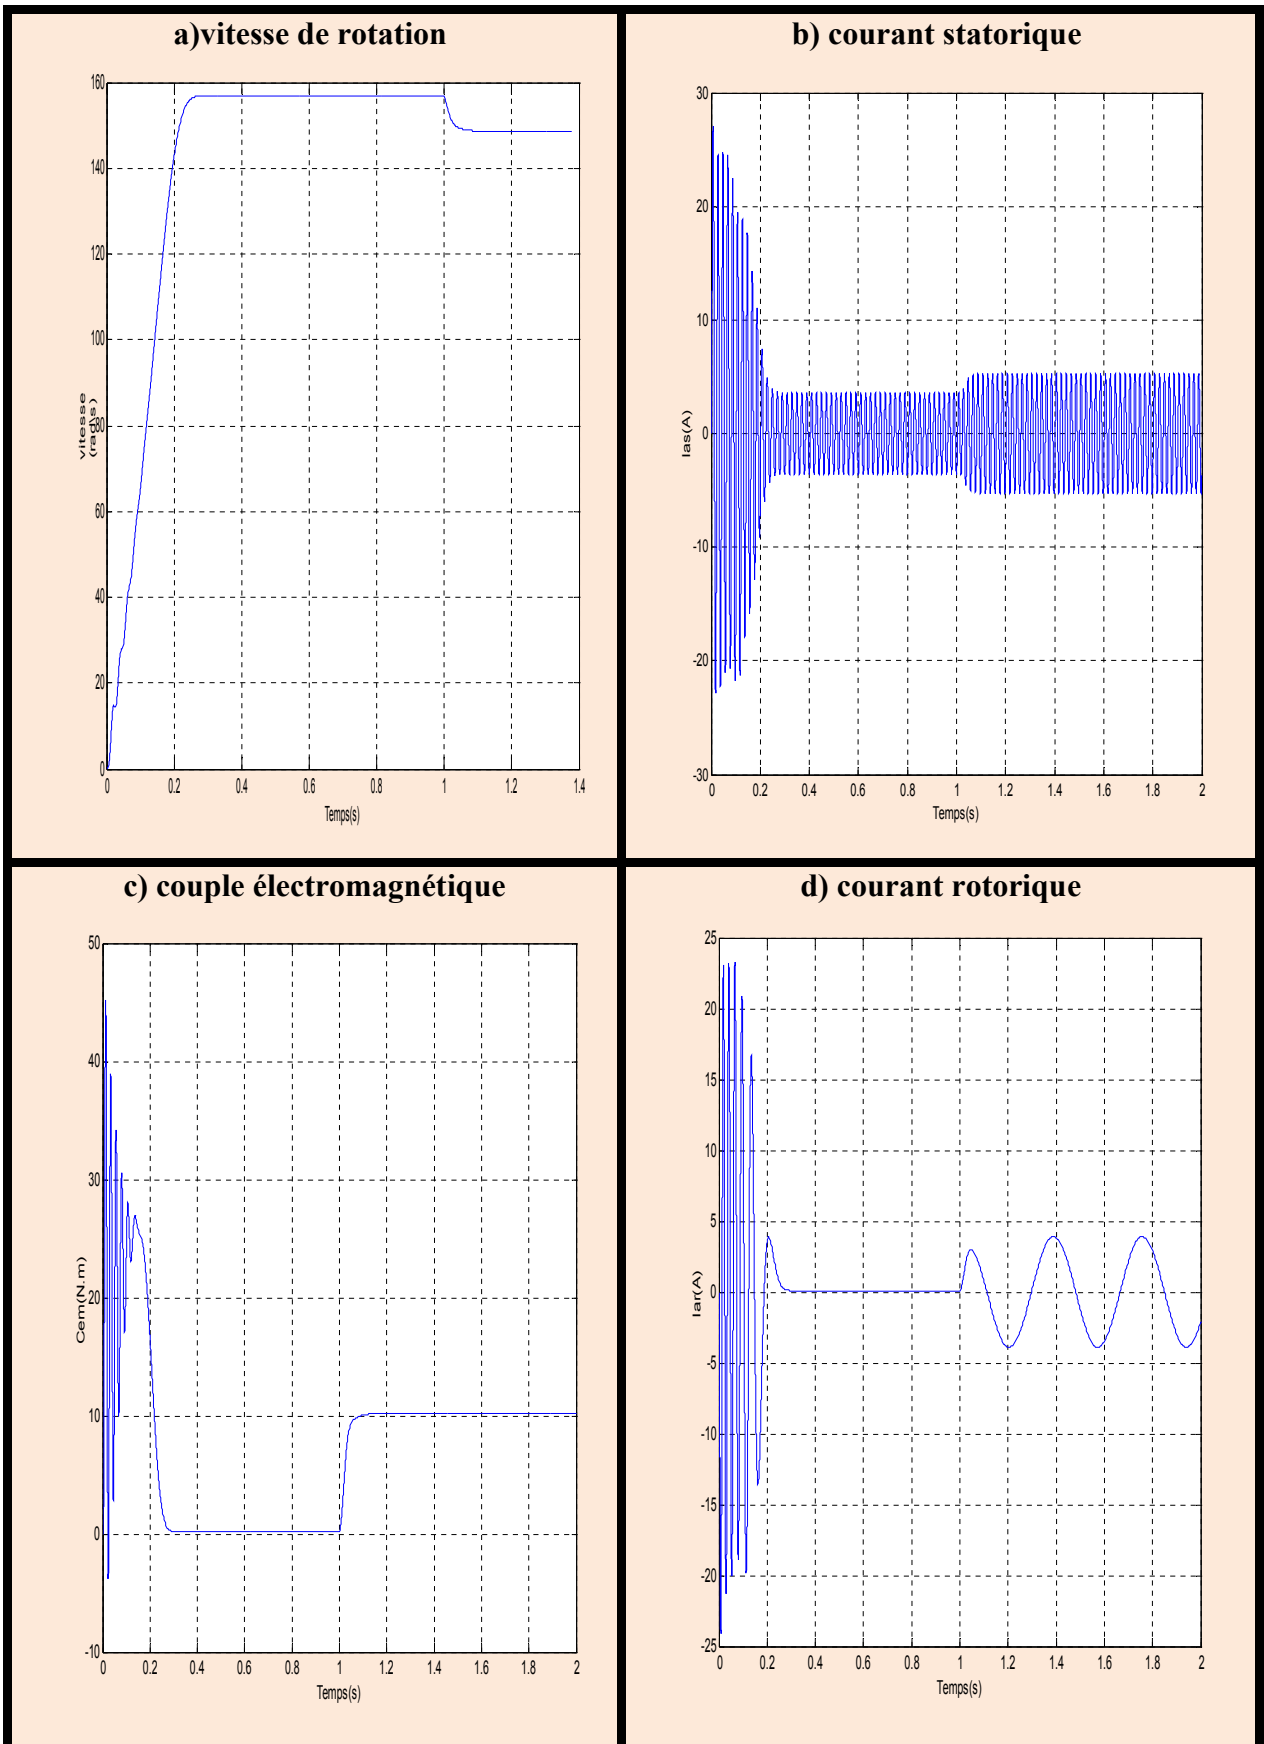 a)vitesse de rotation
160
140
120
100
80
60
40
20
0
vitesse
(rad/s)
0 0.2 0.4 0.6 0.8 1 1.2 1.4
Temps(s)
b) courant statorique
30
20
10
0
-10
-20
-30
Ias(A)
0 0.2 0.4 0.6 0.8 1 1.2 1.4 1.6 1.8 2
Temps(s)
c) couple électromagnétique
50
40
30
20
10
0
-10
Cem(N.m)
0 0.2 0.4 0.6 0.8 1 1.2 1.4 1.6 1.8 2
Temps(s)
d) courant rotorique
25
20
15
10
5
0
-5
-10
-15
-20
-25
Iar(A)
0 0.2 0.4 0.6 0.8 1 1.2 1.4 1.6 1.8 2
Temps(s)